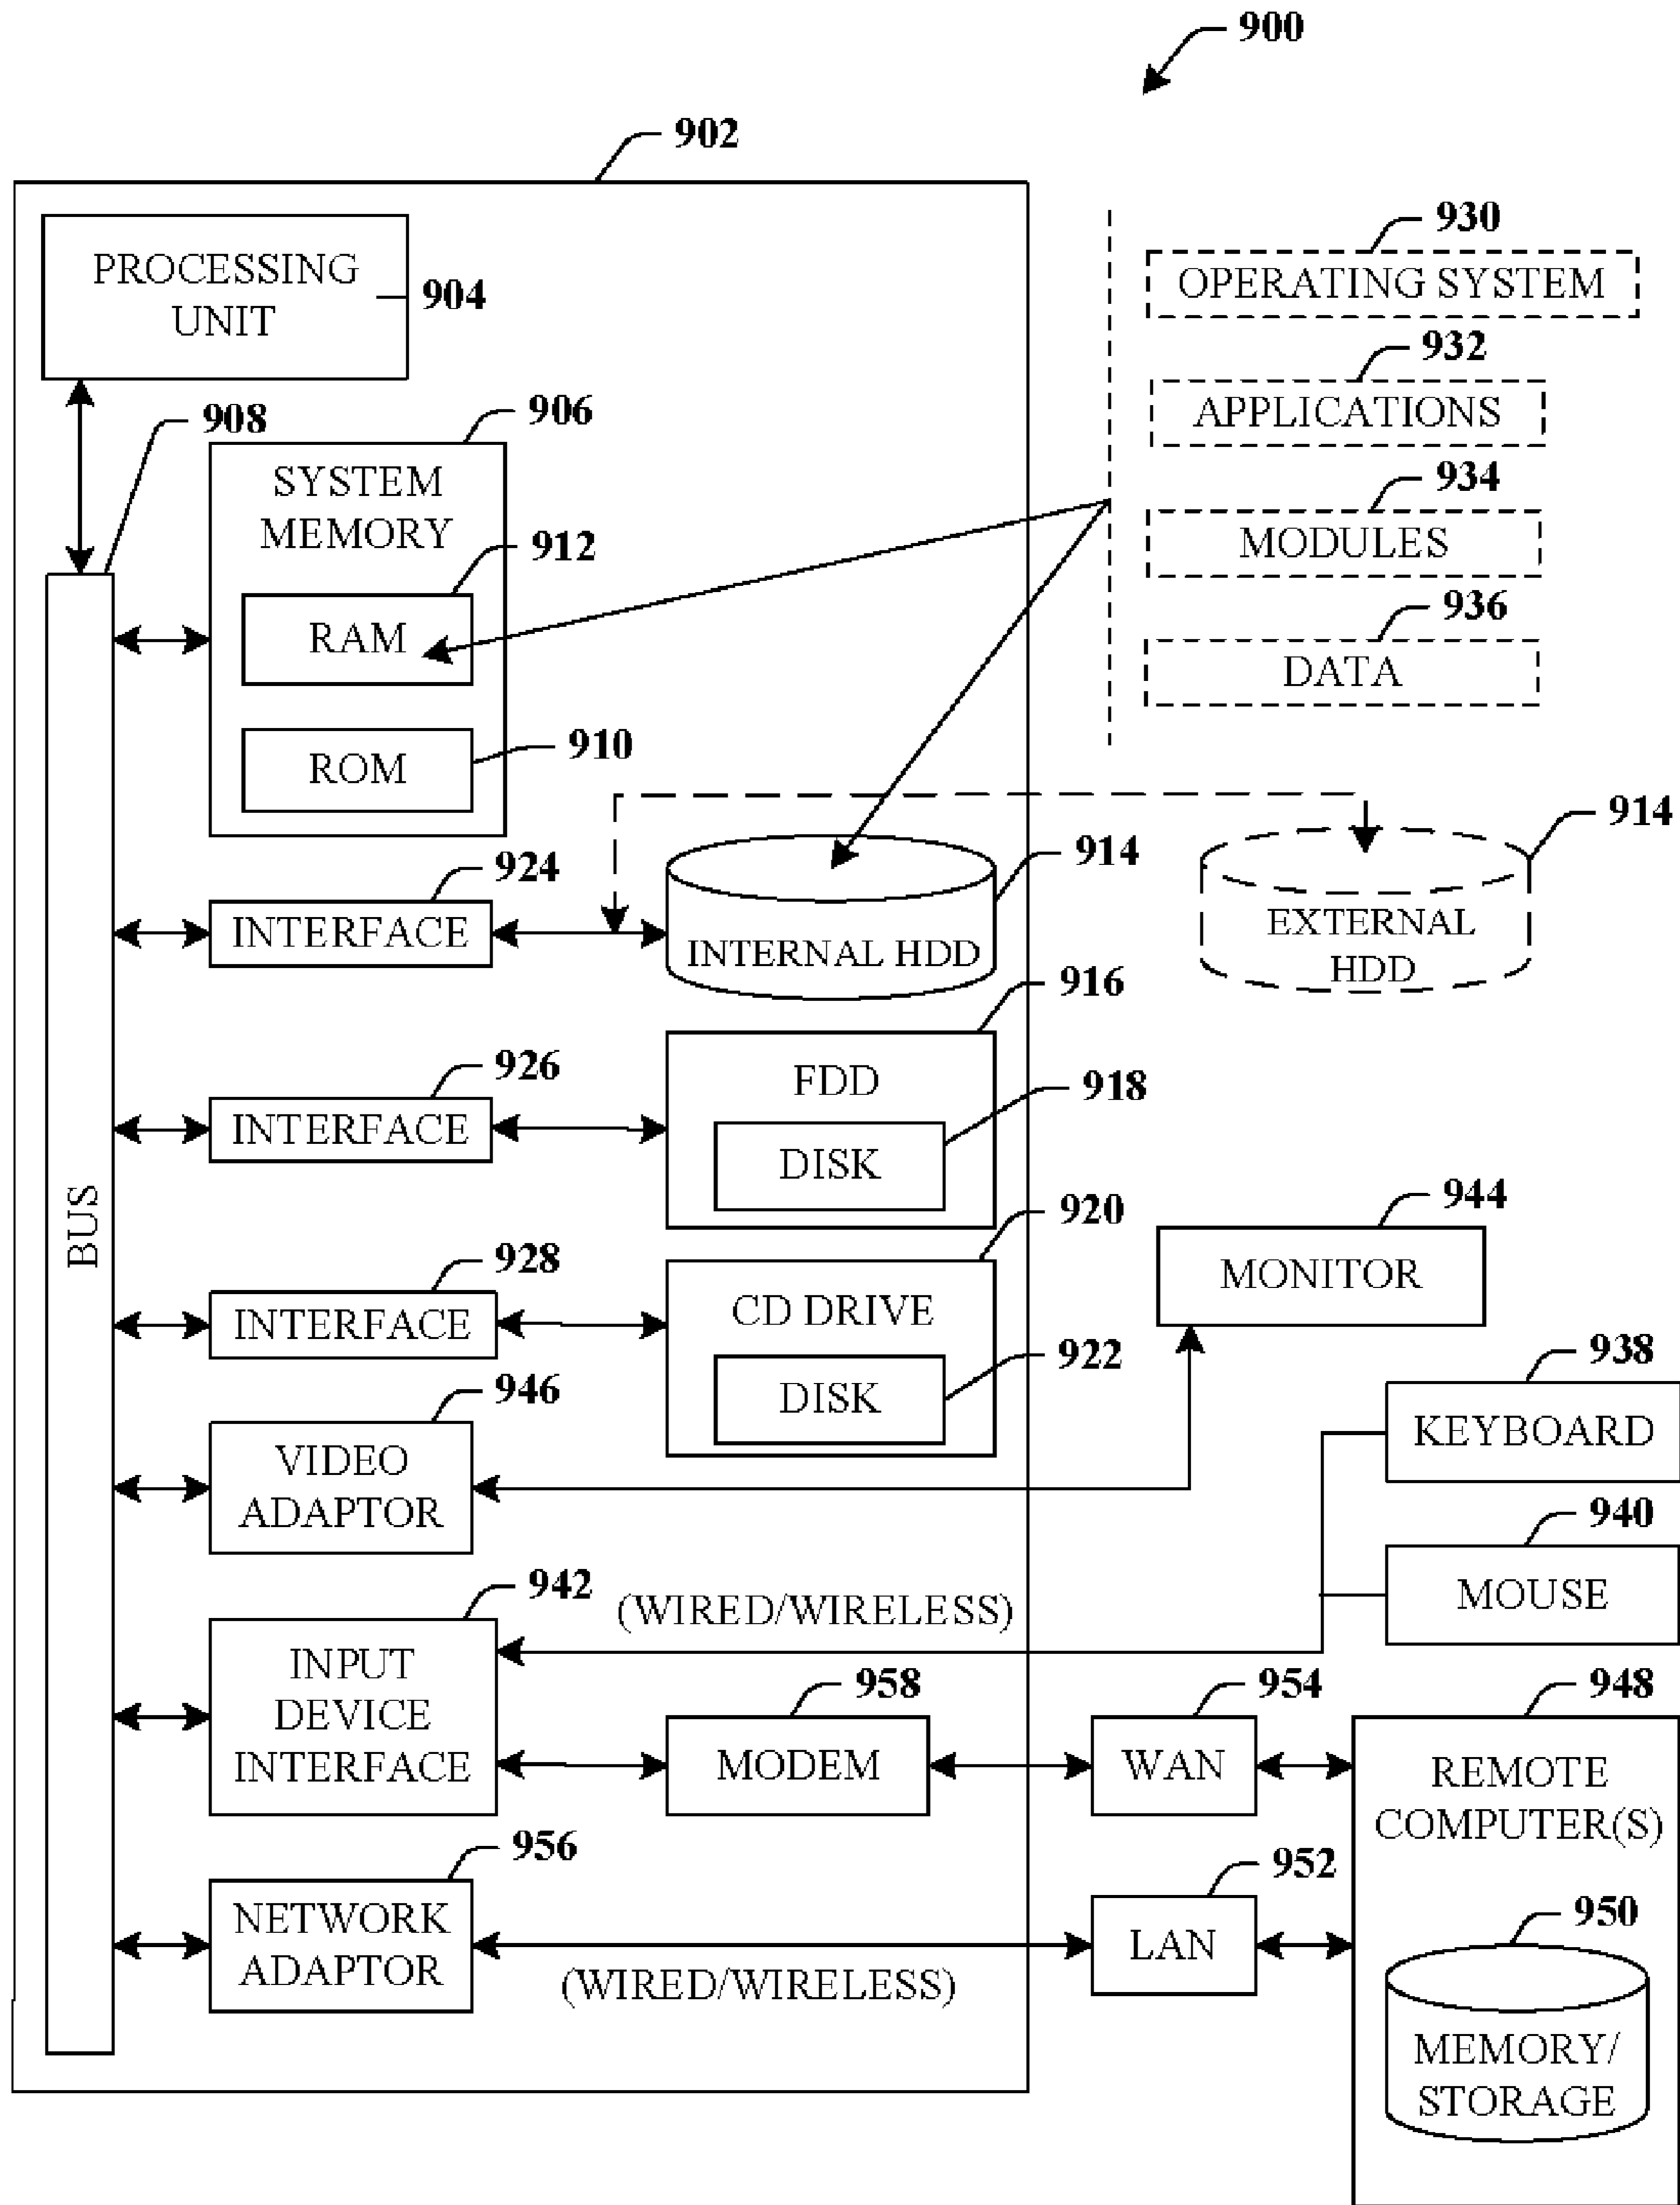 900
902
PROCESSING
UNIT
904
930
OPERATING SYSTEM
932
APPLICATIONS
934
MODULES
936
DATA
908
906
SYSTEM
MEMORY
912
RAM
910
ROM
BUS
924
INTERFACE
914
INTERNAL HDD
914
EXTERNAL
HDD
926
INTERFACE
916
FDD
918
DISK
928
INTERFACE
920
CD DRIVE
922
DISK
944
MONITOR
946
VIDEO
ADAPTOR
938
KEYBOARD
940
MOUSE
942
INPUT
DEVICE
INTERFACE
(WIRED/WIRELESS)
958
MODEM
954
WAN
948
REMOTE
COMPUTER(S)
956
NETWORK
ADAPTOR
(WIRED/WIRELESS)
952
LAN
950
MEMORY/
STORAGE